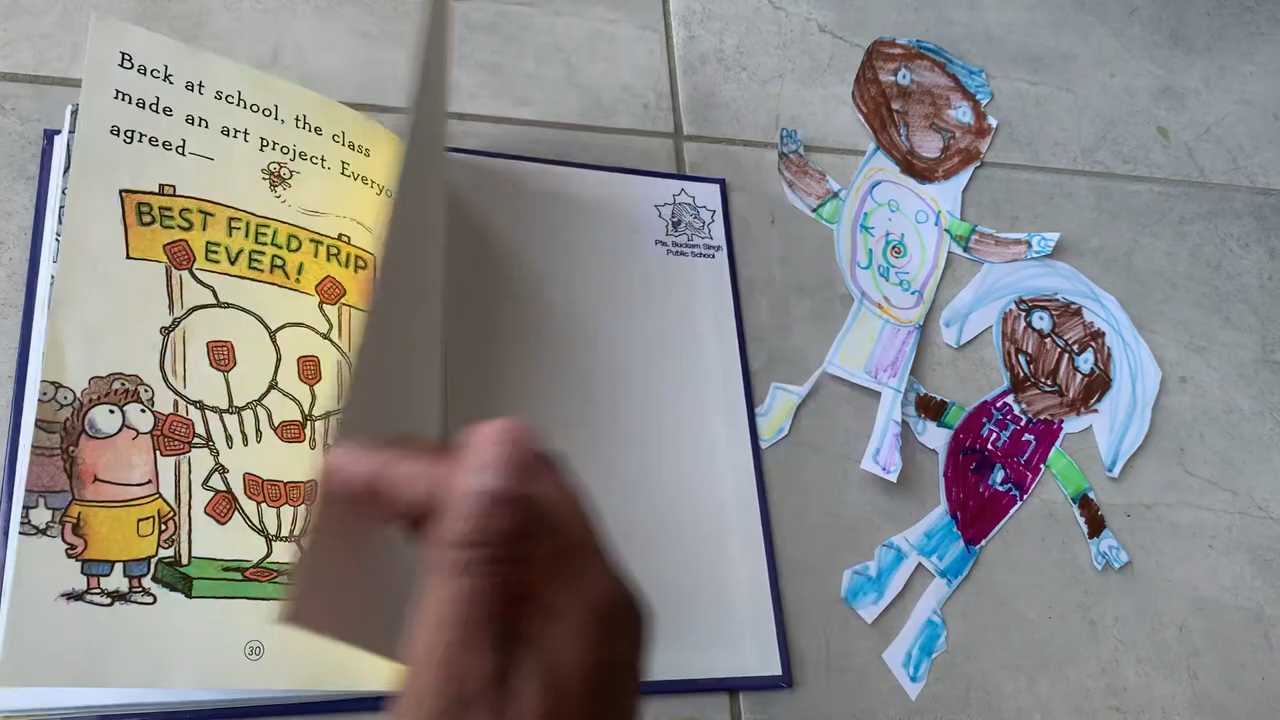 Back at school, the class
made an art project. Everyo
agreed—
BEST FIELD TRIP
EVER!
30
Pte. Buckam Singh
Public School